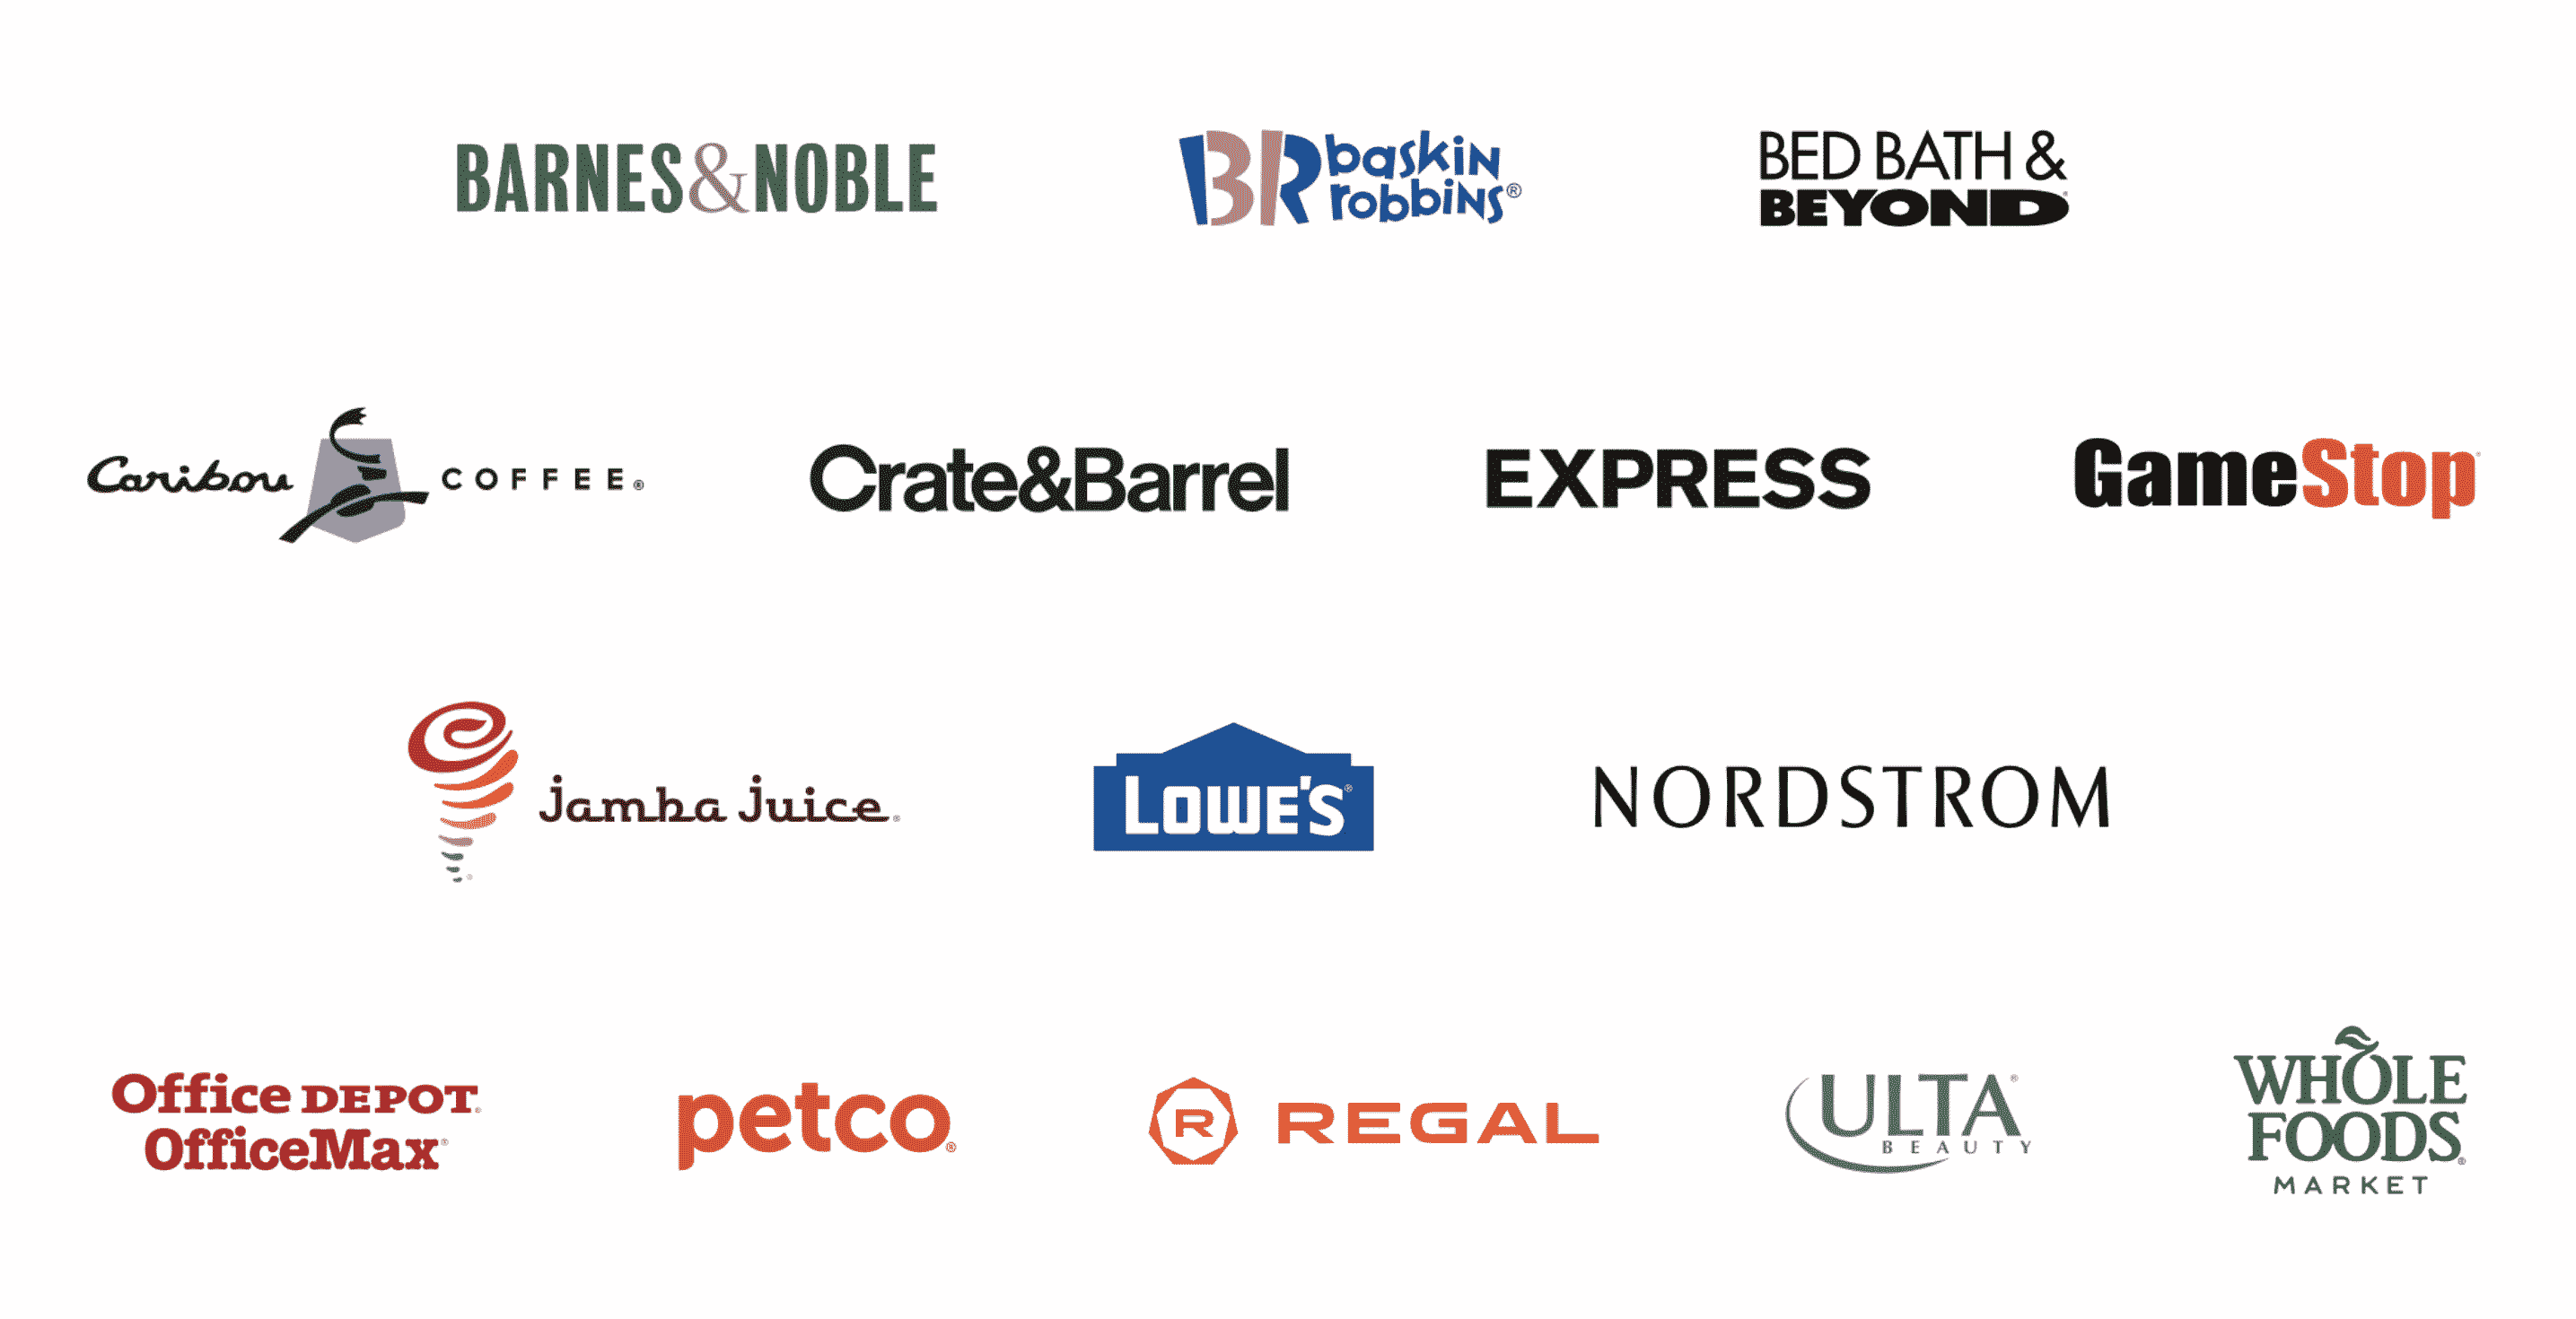 BARNES&NOBLE
BR baskin robbins®
BED BATH & BEYOND
Caribou COFFEE®
Crate&Barrel
EXPRESS
GameStop
jamba juice®
LOWE'S®
NORDSTROM
Office DEPOT
OfficeMax
petco®
R REGAL
ULTA BEAUTY
WHOLE FOODS MARKET